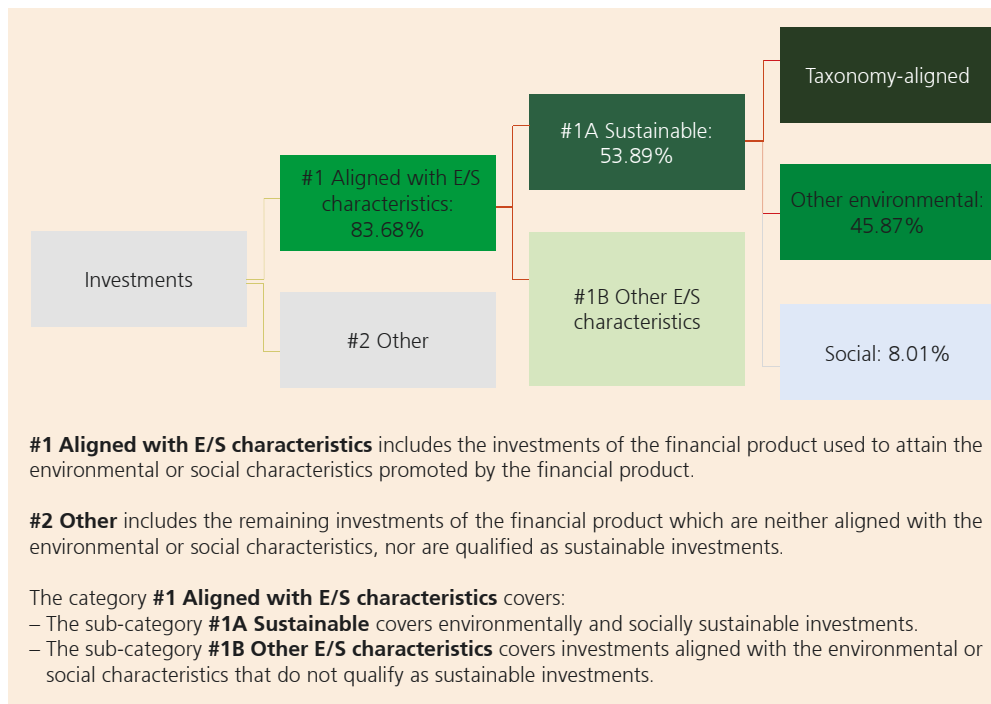 Taxonomy-aligned
#1A Sustainable:
53.89%
#1 Aligned with E/S
characteristics:
83.68%
Other environmental:
45.87%
Investments
#1B Other E/S
characteristics
#2 Other
Social: 8.01%
#1 Aligned with E/S characteristics includes the investments of the financial product used to attain the
environmental or social characteristics promoted by the financial product.
#2 Other includes the remaining investments of the financial product which are neither aligned with the
environmental or social characteristics, nor are qualified as sustainable investments.
The category #1 Aligned with E/S characteristics covers:
– The sub-category #1A Sustainable covers environmentally and socially sustainable investments.
– The sub-category #1B Other E/S characteristics covers investments aligned with the environmental or
social characteristics that do not qualify as sustainable investments.